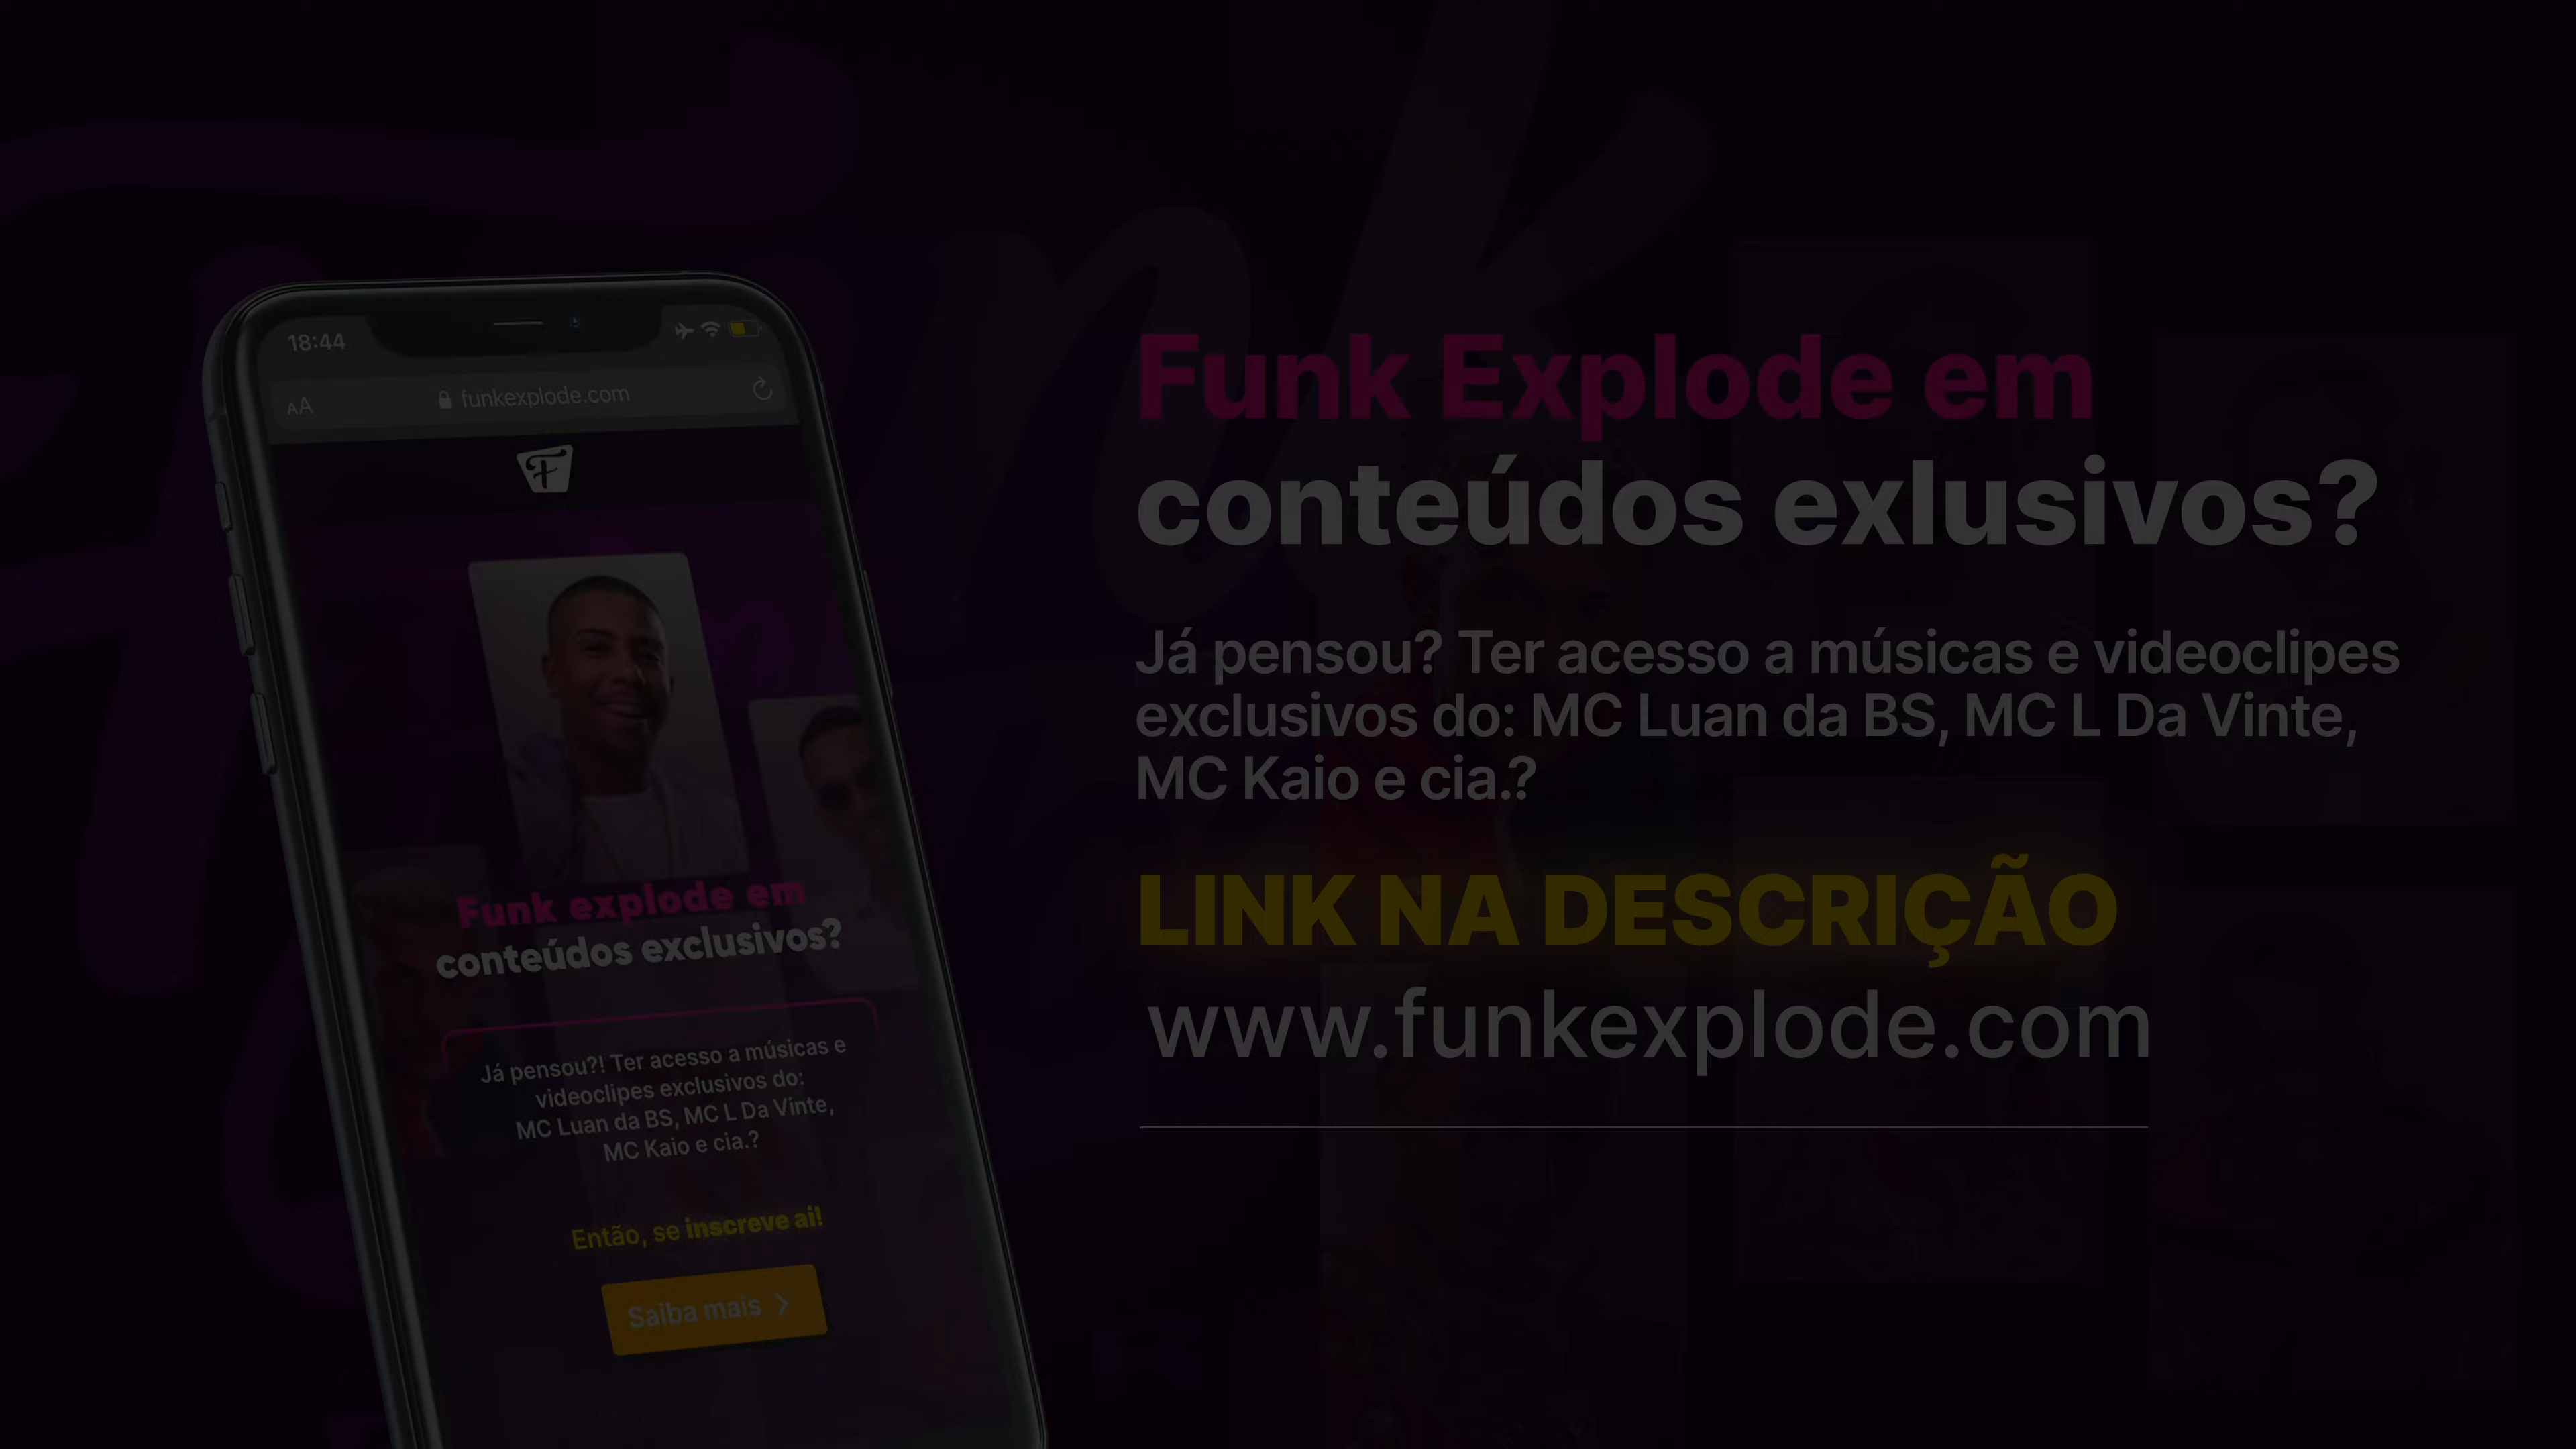 18:44
AA funkexplode.com
Funk explode em
conteúdos exclusivos?
Já pensou?! Ter acesso a músicas e
videoclipes exclusivos do:
MC Luan da BS, MC L Da Vinte,
MC Kaio e cia.?
Então, se inscreve ai!
Saiba mais
Funk Explode em
conteúdos exlusivos?
Já pensou? Ter acesso a músicas e videoclipes
exclusivos do: MC Luan da BS, MC L Da Vinte,
MC Kaio e cia.?
LINK NA DESCRIÇÃO
www.funkexplode.com